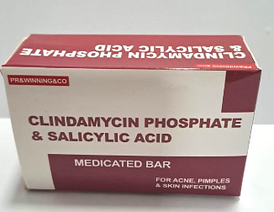 CLINDAMYCIN PHOSPHATE
& SALICYLIC ACID
PR&WINNING&CO
CLINDAMYCIN PHOSPHATE
& SALICYLIC ACID
MEDICATED BAR
FOR ACNE, PIMPLES
& SKIN INFECTIONS